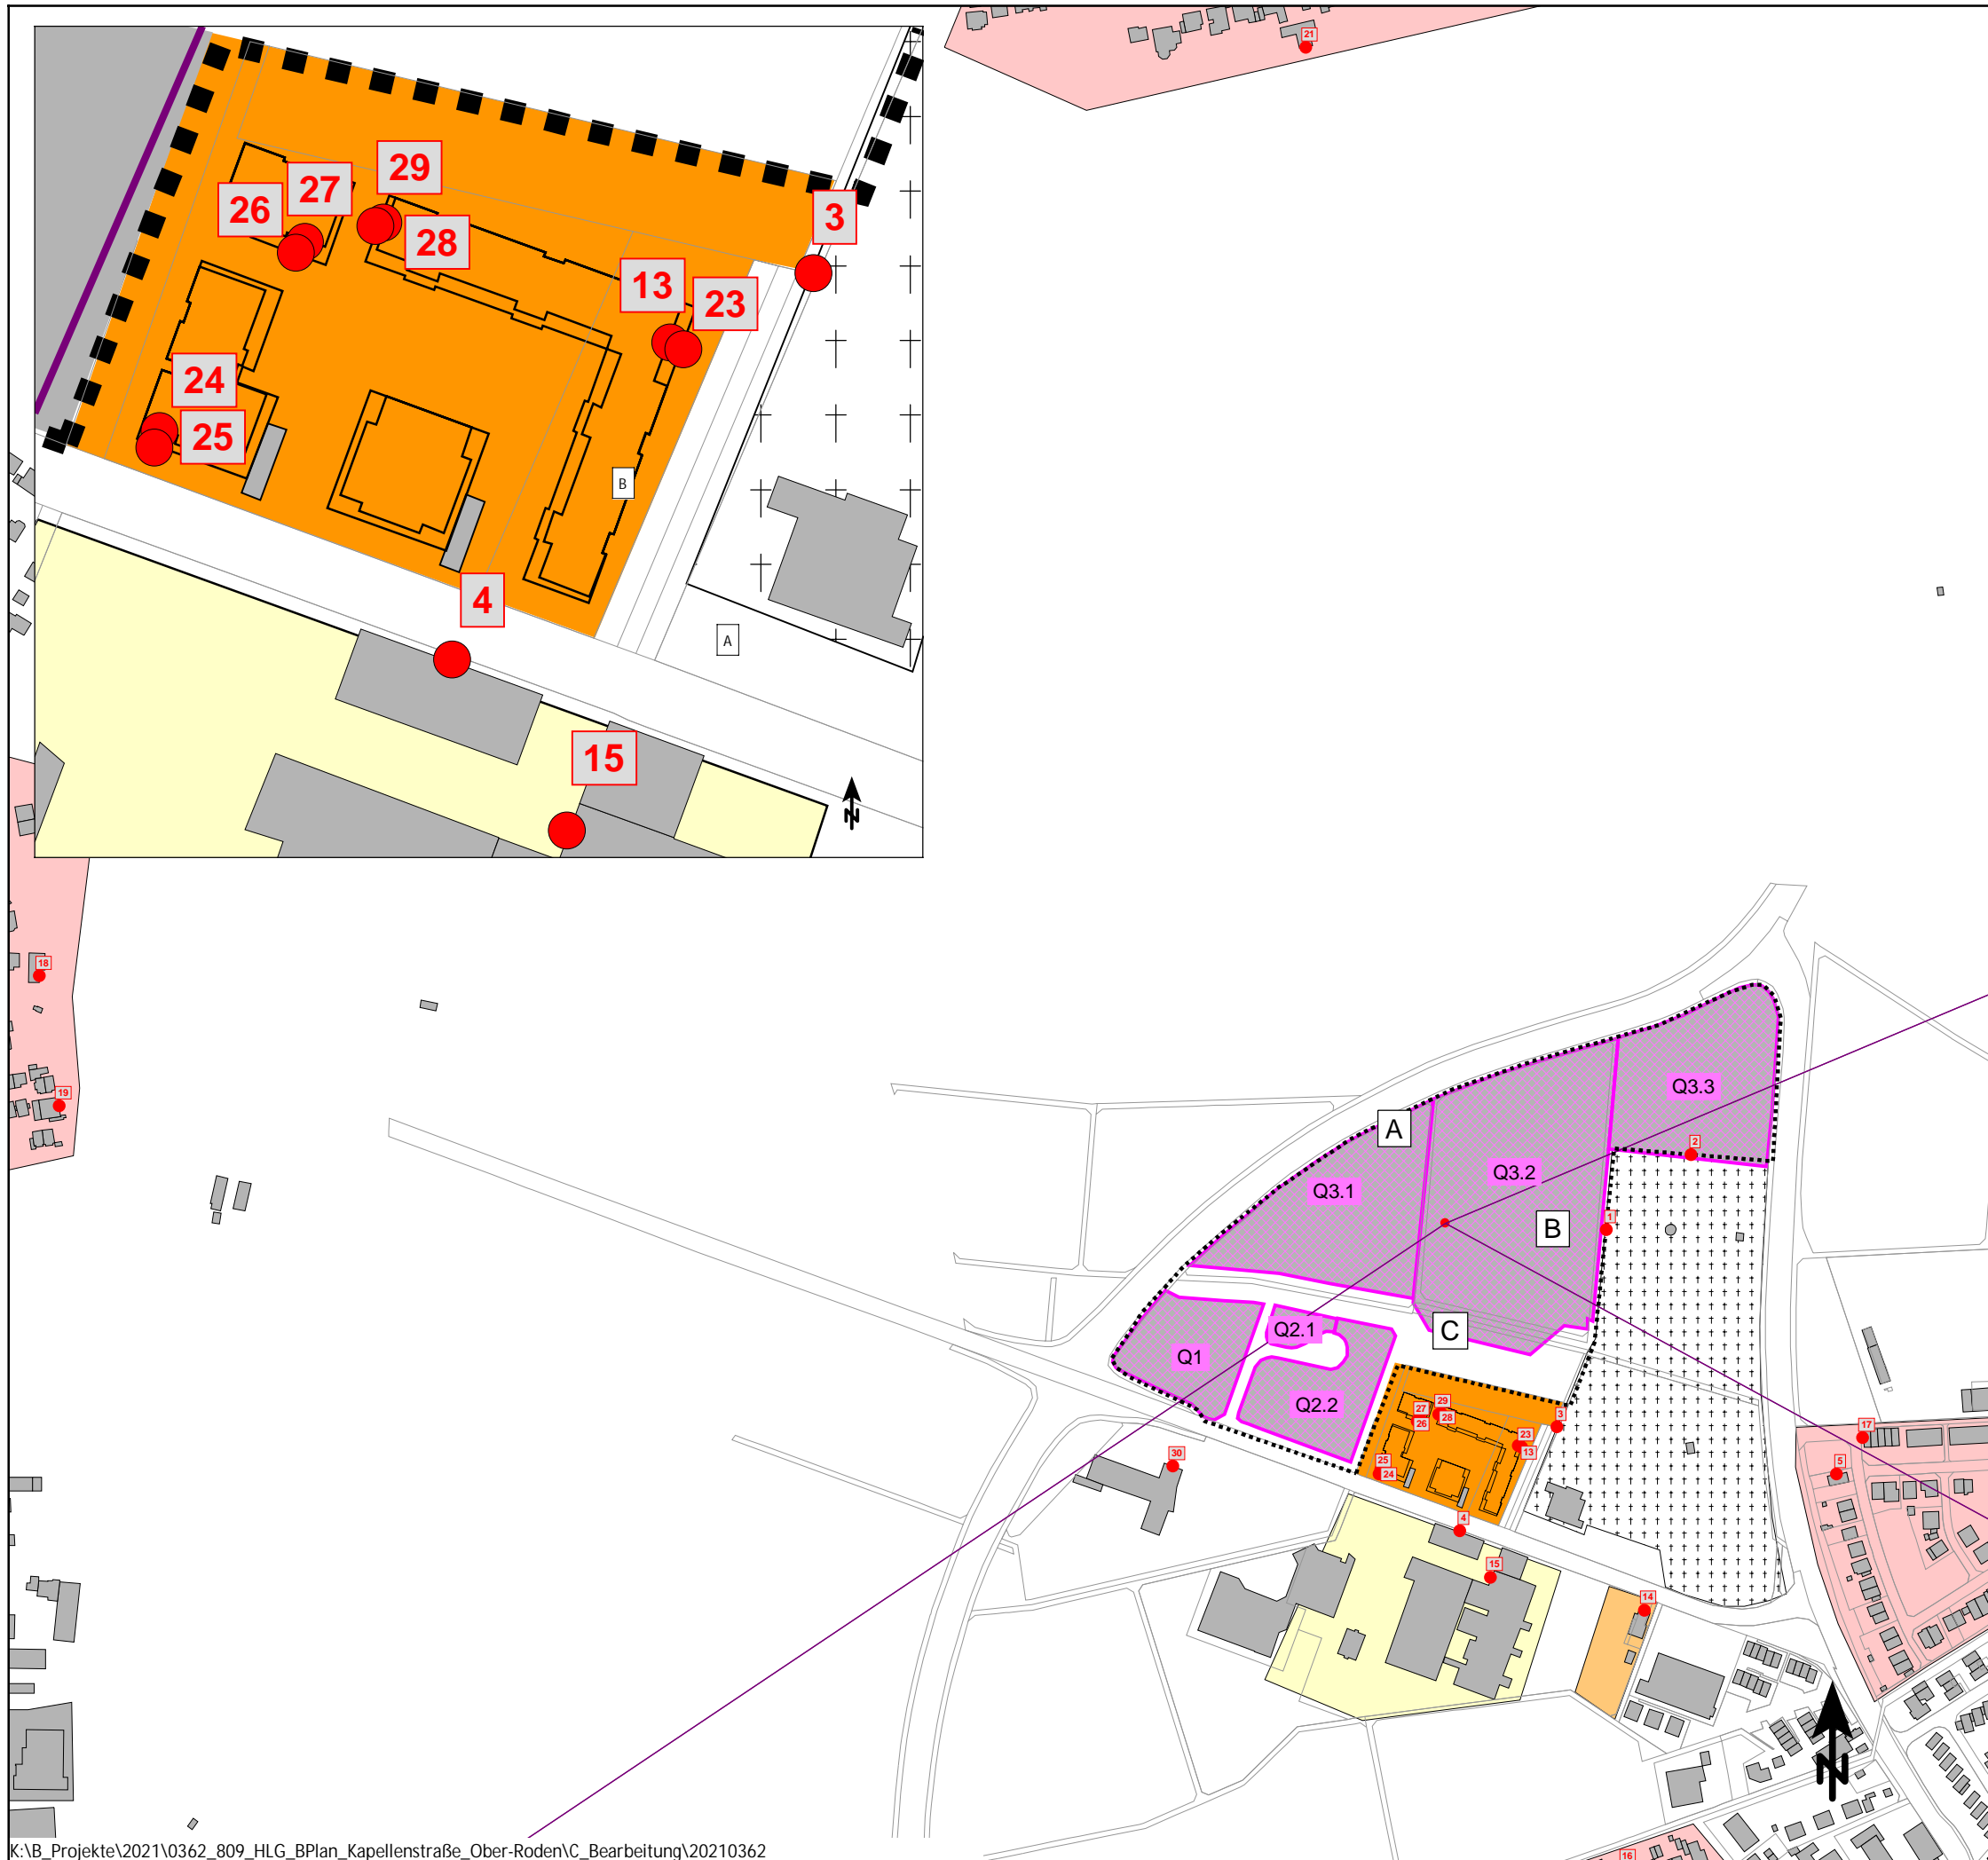 21
29
27
26
3
28
13
23
24
25
B
4
A
15
N
18
19
Q3.3
A
2
Q3.2
Q3.1
B
1
Q2.1
C
Q1
Q2.2
29
27
28
26
3
23
13
25
24
17
5
30
4
15
14
N
16
K:\B_Projekte\2021\0362_809_HLG_BPlan_Kapellenstraße_Ober-Roden\C_Bearbeitung\20210362